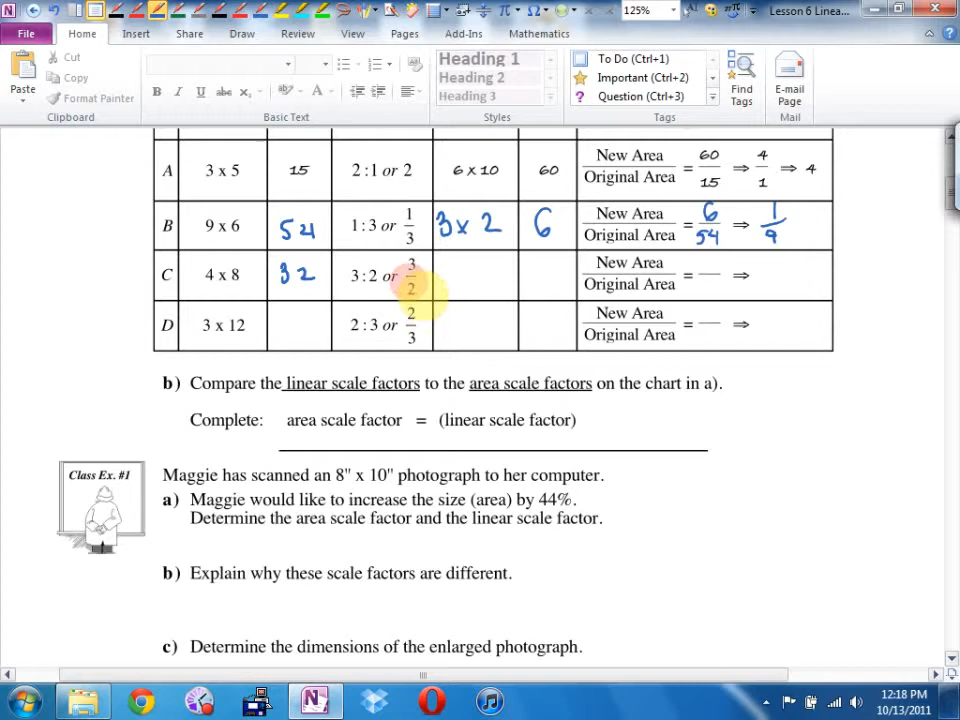 125%
Lesson 6 Linea...
File Home Insert Share Draw Review View Pages Add-Ins Mathematics
Cut
Copy
Format Painter
Paste
Clipboard
B I U abc
Basic Text
Heading 1
Heading 2
Heading 3
Styles
To Do (Ctrl+1)
Important (Ctrl+2)
Question (Ctrl+3)
Tags
Find Tags
E-mail Page
Mail
A 3 x 5 15 2 : 1 or 2 6 x 10 60 New Area / Original Area = 60/15 ⇒ 4/1 ⇒ 4
B 9 x 6 54 1 : 3 or 1/3 3 x 2 6 New Area / Original Area = 6/54 ⇒ 1/9
C 4 x 8 32 3 : 2 or 3/2 New Area / Original Area = — ⇒
D 3 x 12 2 : 3 or 2/3 New Area / Original Area = — ⇒
b) Compare the linear scale factors to the area scale factors on the chart in a).
Complete: area scale factor = (linear scale factor)
Class Ex. #1
Maggie has scanned an 8" x 10" photograph to her computer.
a) Maggie would like to increase the size (area) by 44%.
Determine the area scale factor and the linear scale factor.
b) Explain why these scale factors are different.
c) Determine the dimensions of the enlarged photograph.
12:18 PM
10/13/2011